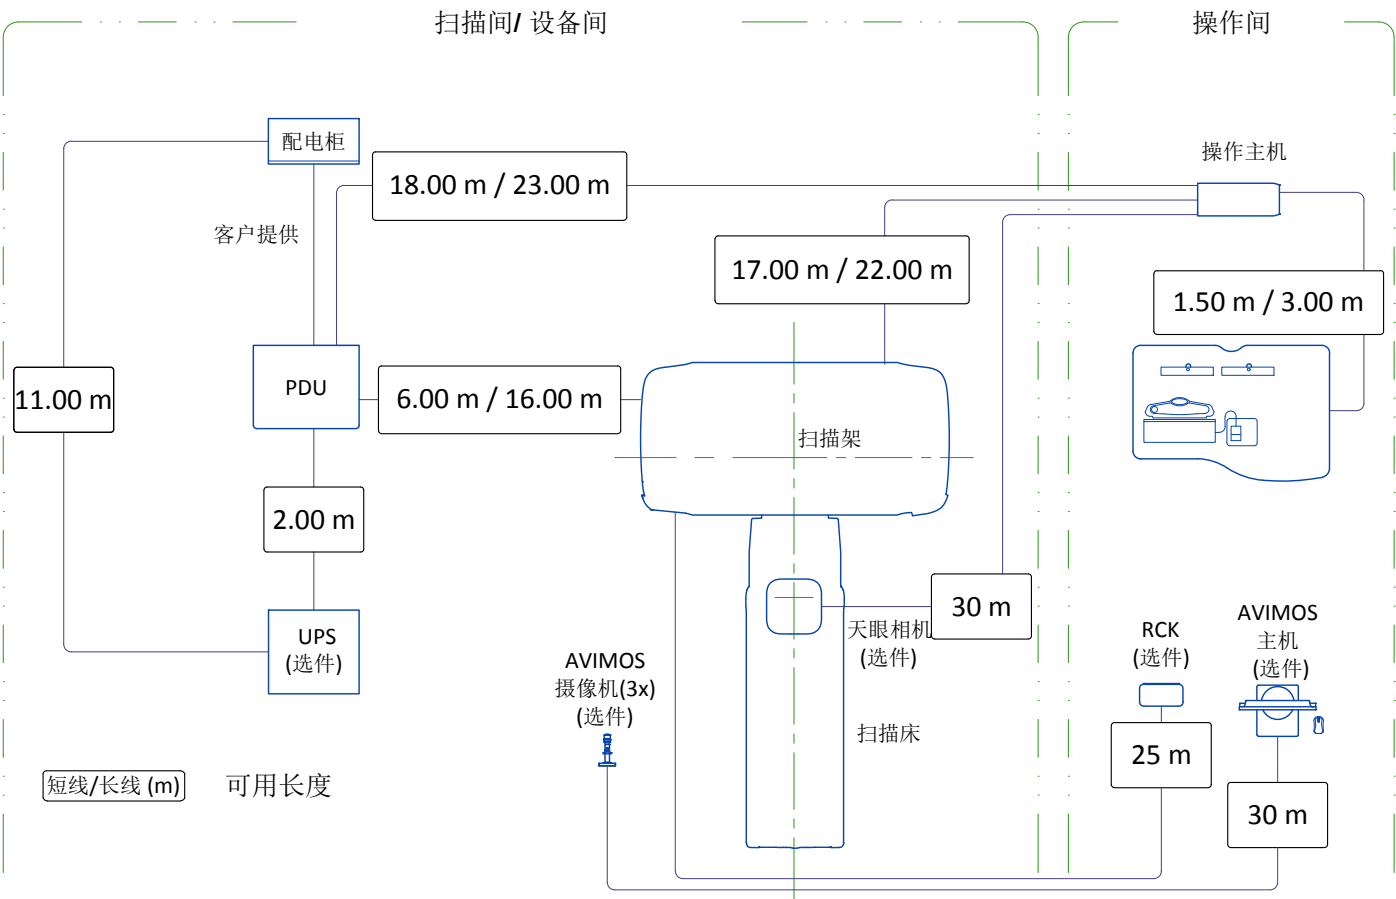 扫描间/ 设备间
操作间
配电柜
操作主机
18.00 m / 23.00 m
客户提供
17.00 m / 22.00 m
1.50 m / 3.00 m
PDU
11.00 m
6.00 m / 16.00 m
扫描架
2.00 m
30 m
UPS
(选件)
天眼相机
(选件)
RCK
(选件)
AVIMOS
主机
(选件)
AVIMOS
摄像机(3x)
(选件)
扫描床
25 m
短线/长线 (m)
可用长度
30 m